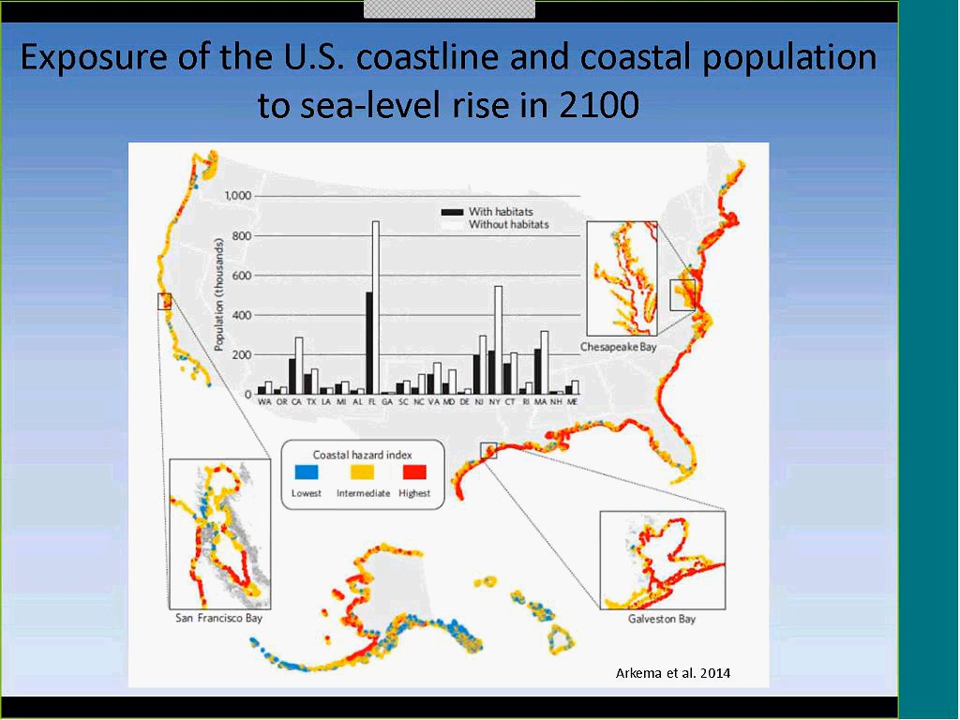 Exposure of the U.S. coastline and coastal population
to sea-level rise in 2100
1,000
800
600
400
200
0
Population (thousands)
With habitats
Without habitats
WA OR CA TX LA MI AL FL GA SC NC VA MD DE NJ NY CT RI MA NH ME
Chesapeake Bay
Coastal hazard index
Lowest Intermediate Highest
San Francisco Bay
Galveston Bay
Arkema et al. 2014